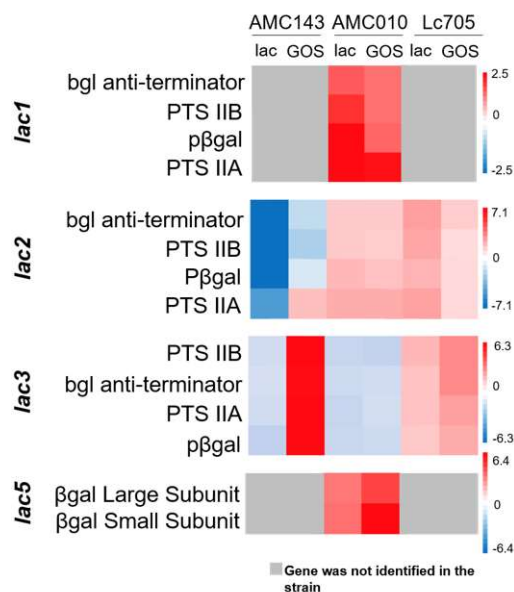 AMC143 AMC010 Lc705
lac GOS lac GOS lac GOS
lac1
bgl anti-terminator
PTS IIB
pβgal
PTS IIA
2.5
0
-2.5
lac2
bgl anti-terminator
PTS IIB
Pβgal
PTS IIA
7.1
0
-7.1
lac3
PTS IIB
bgl anti-terminator
PTS IIA
pβgal
6.3
0
-6.3
lac5
βgal Large Subunit
βgal Small Subunit
6.4
0
-6.4
Gene was not identified in the
strain